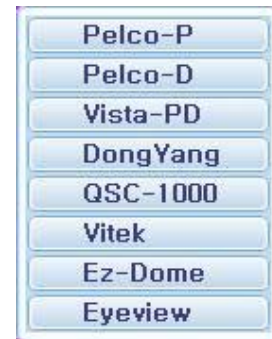 Pelco-P
Pelco-D
Vista-PD
DongYang
QSC-1000
Vitek
Ez-Dome
Eyeview